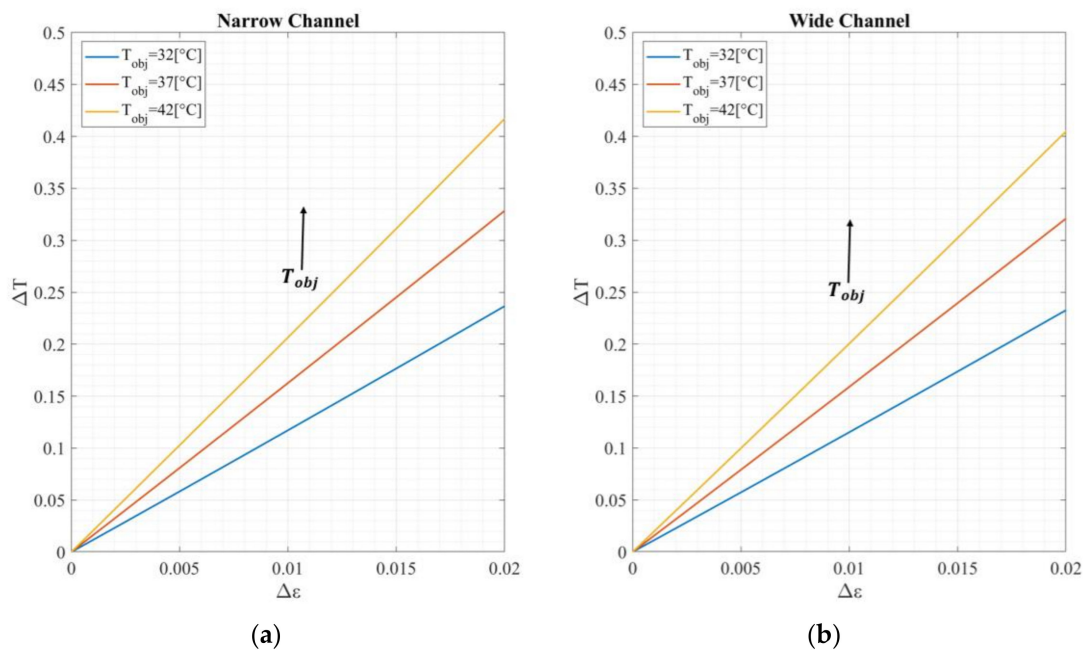 Narrow Channel
0.5
0.45
0.4
0.35
0.3
0.25
0.2
0.15
0.1
0.05
0
ΔT
T_obj=32[°C]
T_obj=37[°C]
T_obj=42[°C]
T_obj
0 0.005 0.01 0.015 0.02
Δε
(a)
Wide Channel
0.5
0.45
0.4
0.35
0.3
0.25
0.2
0.15
0.1
0.05
0
ΔT
T_obj=32[°C]
T_obj=37[°C]
T_obj=42[°C]
T_obj
0 0.005 0.01 0.015 0.02
Δε
(b)